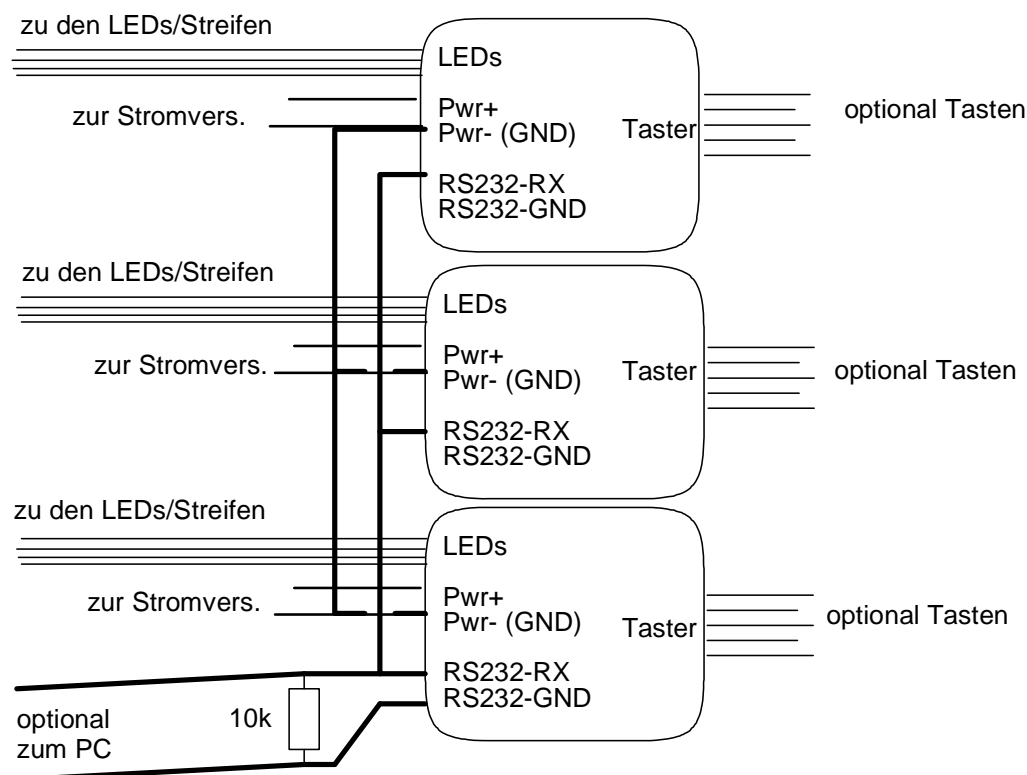 zu den LEDs/Streifen
LEDs
zur Stromvers.
Pwr+
Pwr- (GND)
Taster
optional Tasten
RS232-RX
RS232-GND
zu den LEDs/Streifen
LEDs
zur Stromvers.
Pwr+
Pwr- (GND)
Taster
optional Tasten
RS232-RX
RS232-GND
zu den LEDs/Streifen
LEDs
zur Stromvers.
Pwr+
Pwr- (GND)
Taster
optional Tasten
RS232-RX
RS232-GND
optional
zum PC
10k